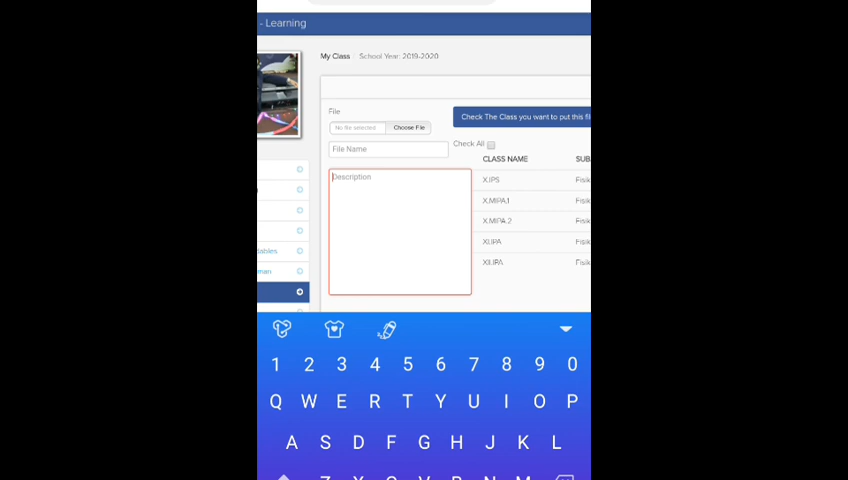 - Learning
My Class School Year: 2019-2020
File
No file selected Choose File
Check The Class you want to put this fil
File Name
Check All
CLASS NAME SUB
Description
X.IPS Fisik
X.MIPA.1 Fisik
X.MIPA.2 Fisik
XI.IPA Fisik
XII.IPA Fisik
dables
man
1 2 3 4 5 6 7 8 9 0
Q W E R T Y U I O P
A S D F G H J K L